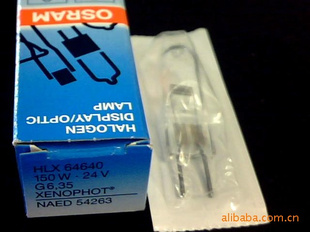 OSRAM
HALOGEN
DISPLAY/OPTIC
LAMP
HLX 64640
150 W - 24 V
G6,35
XENOPHOT®
NAED 54263
alibaba.com.cn